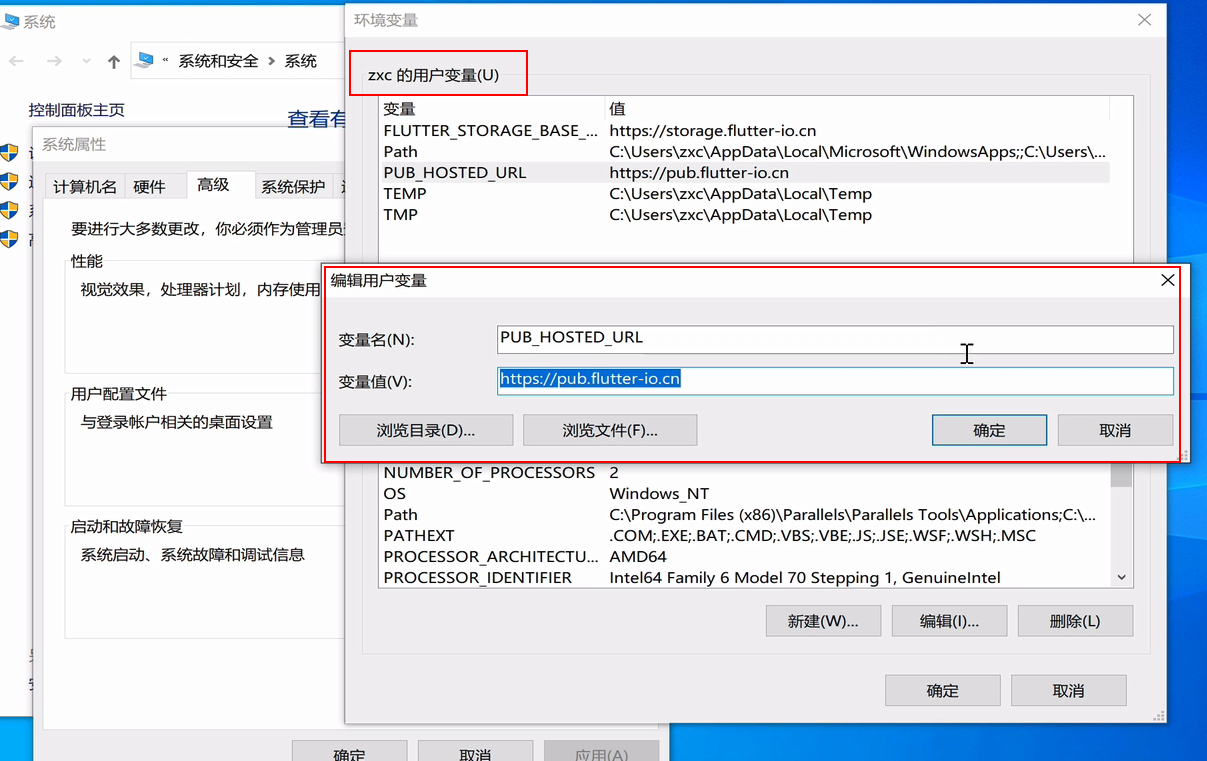 系统
环境变量
« 系统和安全 › 系统
zxc 的用户变量(U)
控制面板主页
查看有
变量 值
FLUTTER_STORAGE_BASE_... https://storage.flutter-io.cn
Path C:\Users\zxc\AppData\Local\Microsoft\WindowsApps;;C:\Users\...
PUB_HOSTED_URL https://pub.flutter-io.cn
TEMP C:\Users\zxc\AppData\Local\Temp
TMP C:\Users\zxc\AppData\Local\Temp
系统属性
计算机名 硬件 高级 系统保护
要进行大多数更改，你必须作为管理员
性能
视觉效果，处理器计划，内存使用
用户配置文件
与登录帐户相关的桌面设置
启动和故障恢复
系统启动、系统故障和调试信息
编辑用户变量
变量名(N): PUB_HOSTED_URL
变量值(V): https://pub.flutter-io.cn
浏览目录(D)... 浏览文件(F)... 确定 取消
NUMBER_OF_PROCESSORS 2
OS Windows_NT
Path C:\Program Files (x86)\Parallels\Parallels Tools\Applications;C:\...
PATHEXT .COM;.EXE;.BAT;.CMD;.VBS;.VBE;.JS;.JSE;.WSF;.WSH;.MSC
PROCESSOR_ARCHITECTU... AMD64
PROCESSOR_IDENTIFIER Intel64 Family 6 Model 70 Stepping 1, GenuineIntel
新建(W)... 编辑(I)... 删除(L)
确定 取消
确定 取消 应用(A)